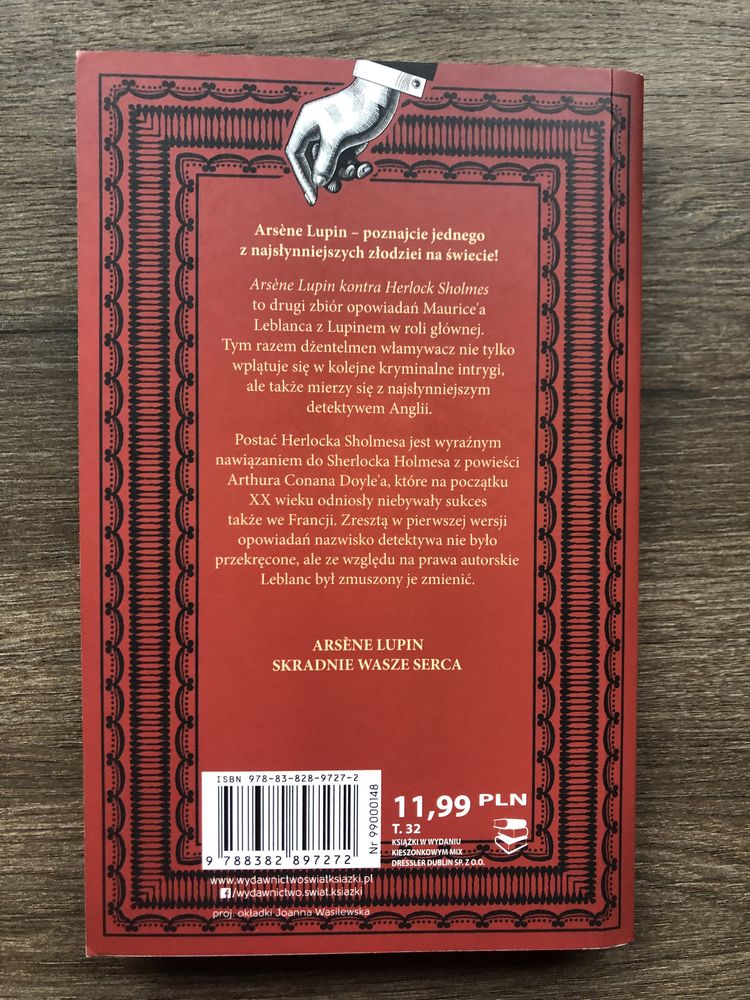 Arsène Lupin – poznajcie jednego
z najsłynniejszych złodziei na świecie!
Arsène Lupin kontra Herlock Sholmes
to drugi zbiór opowiadań Maurice'a
Leblanca z Lupinem w roli głównej.
Tym razem dżentelmen włamywacz nie tylko
wplątuje się w kolejne kryminalne intrygi,
ale także mierzy się z najsłynniejszym
detektywem Anglii.
Postać Herlocka Sholmesa jest wyraźnym
nawiązaniem do Sherlocka Holmesa z powieści
Arthura Conana Doyle'a, które na początku
XX wieku odniosły niebywały sukces
także we Francji. Zresztą w pierwszej wersji
opowiadań nazwisko detektywa nie było
przekręcone, ale ze względu na prawa autorskie
Leblanc był zmuszony je zmienić.
ARSÈNE LUPIN
SKRADNIE WASZE SERCA
ISBN 978-83-828-9727-2
9 788382 897272
Nr 99000148
11,99 PLN
T. 32
KSIĄŻKI W WYDANIU
KIESZONKOWYM MIX
DRESSLER DUBLIN SP. Z O.O.
www.wydawnictwoswiatksiazki.pl
f/wydawnictwo.swiat.ksiazki
proj. okładki Joanna Wasilewska